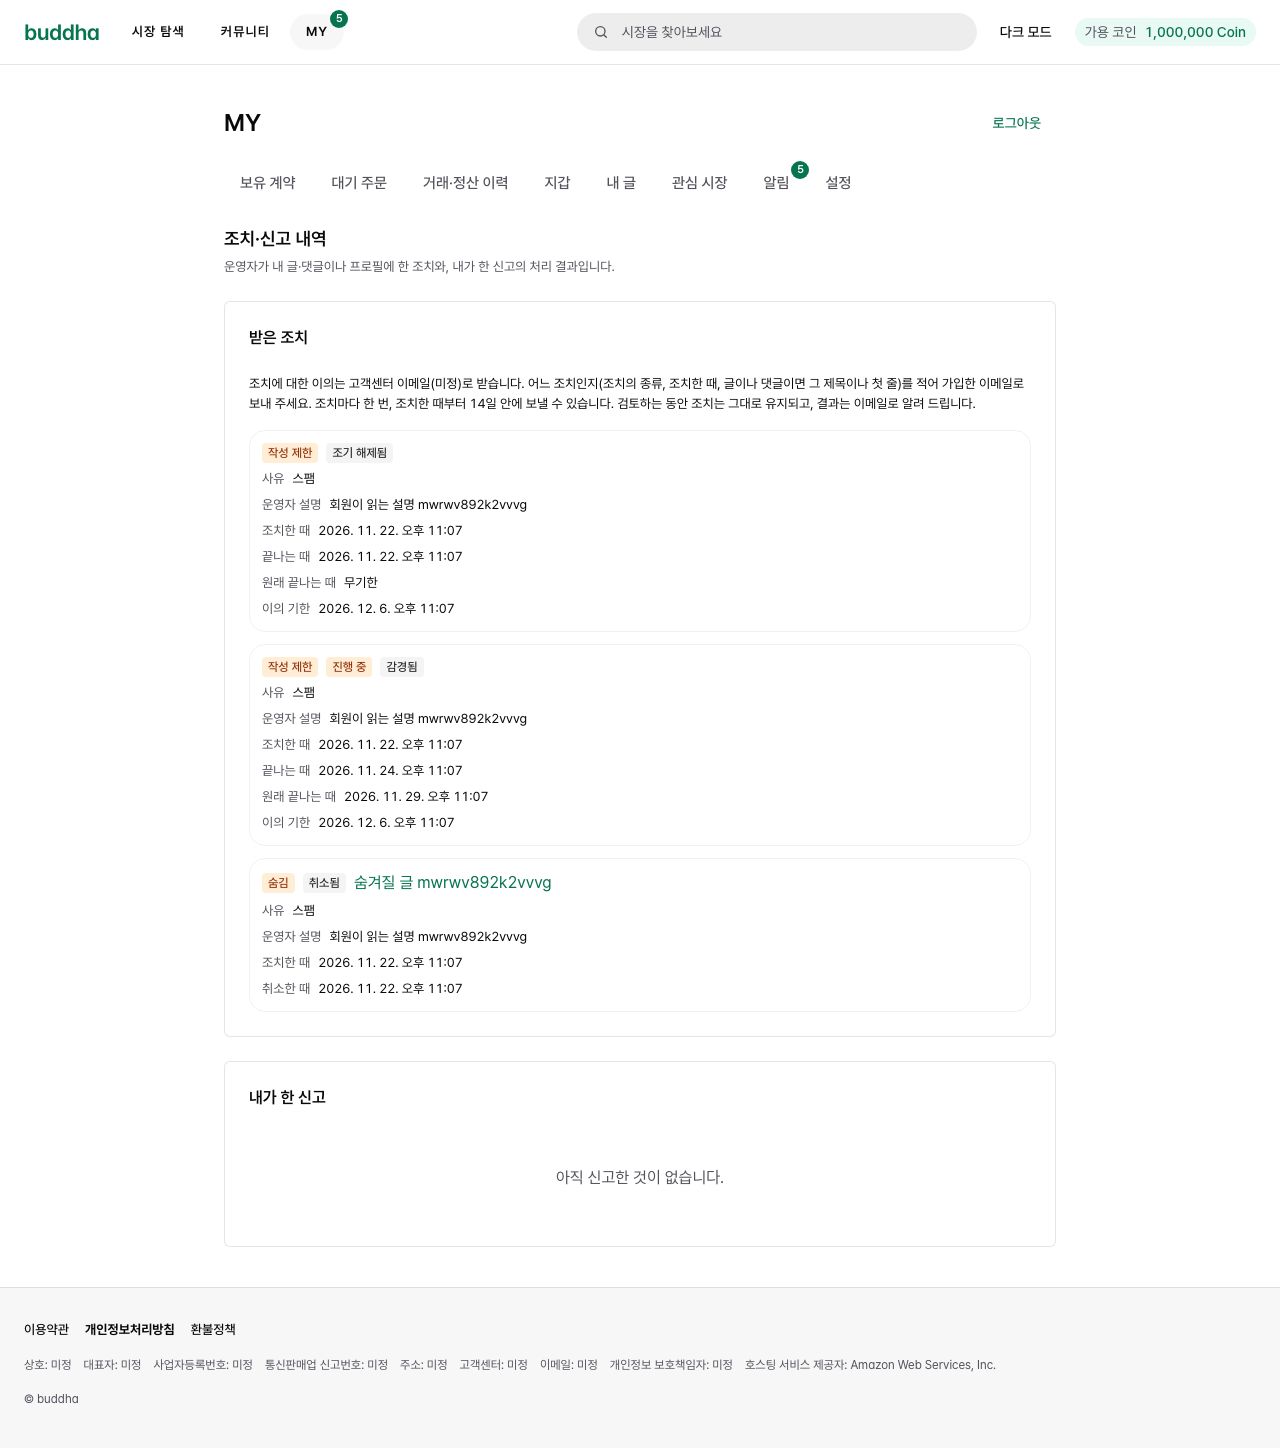 buddha 시장 탐색 커뮤니티 MY 5 시장을 찾아보세요 다크 모드 가용 코인 1,000,000 Coin
MY 로그아웃
보유 계약 대기 주문 거래·정산 이력 지갑 내 글 관심 시장 알림 5 설정
조치·신고 내역
운영자가 내 글·댓글이나 프로필에 한 조치와, 내가 한 신고의 처리 결과입니다.
받은 조치
조치에 대한 이의는 고객센터 이메일(미정)로 받습니다. 어느 조치인지(조치의 종류, 조치한 때, 글이나 댓글이면 그 제목이나 첫 줄)를 적어 가입한 이메일로
보내 주세요. 조치마다 한 번, 조치한 때부터 14일 안에 보낼 수 있습니다. 검토하는 동안 조치는 그대로 유지되고, 결과는 이메일로 알려 드립니다.
작성 제한 조기 해제됨
사유 스팸
운영자 설명 회원이 읽는 설명 mwrwv892k2vvvg
조치한 때 2026. 11. 22. 오후 11:07
끝나는 때 2026. 11. 22. 오후 11:07
원래 끝나는 때 무기한
이의 기한 2026. 12. 6. 오후 11:07
작성 제한 진행 중 감경됨
사유 스팸
운영자 설명 회원이 읽는 설명 mwrwv892k2vvvg
조치한 때 2026. 11. 22. 오후 11:07
끝나는 때 2026. 11. 24. 오후 11:07
원래 끝나는 때 2026. 11. 29. 오후 11:07
이의 기한 2026. 12. 6. 오후 11:07
숨김 취소됨 숨겨질 글 mwrwv892k2vvvg
사유 스팸
운영자 설명 회원이 읽는 설명 mwrwv892k2vvvg
조치한 때 2026. 11. 22. 오후 11:07
취소한 때 2026. 11. 22. 오후 11:07
내가 한 신고
아직 신고한 것이 없습니다.
이용약관 개인정보처리방침 환불정책
상호: 미정 대표자: 미정 사업자등록번호: 미정 통신판매업 신고번호: 미정 주소: 미정 고객센터: 미정 이메일: 미정 개인정보 보호책임자: 미정 호스팅 서비스 제공자: Amazon Web Services, Inc.
© buddha